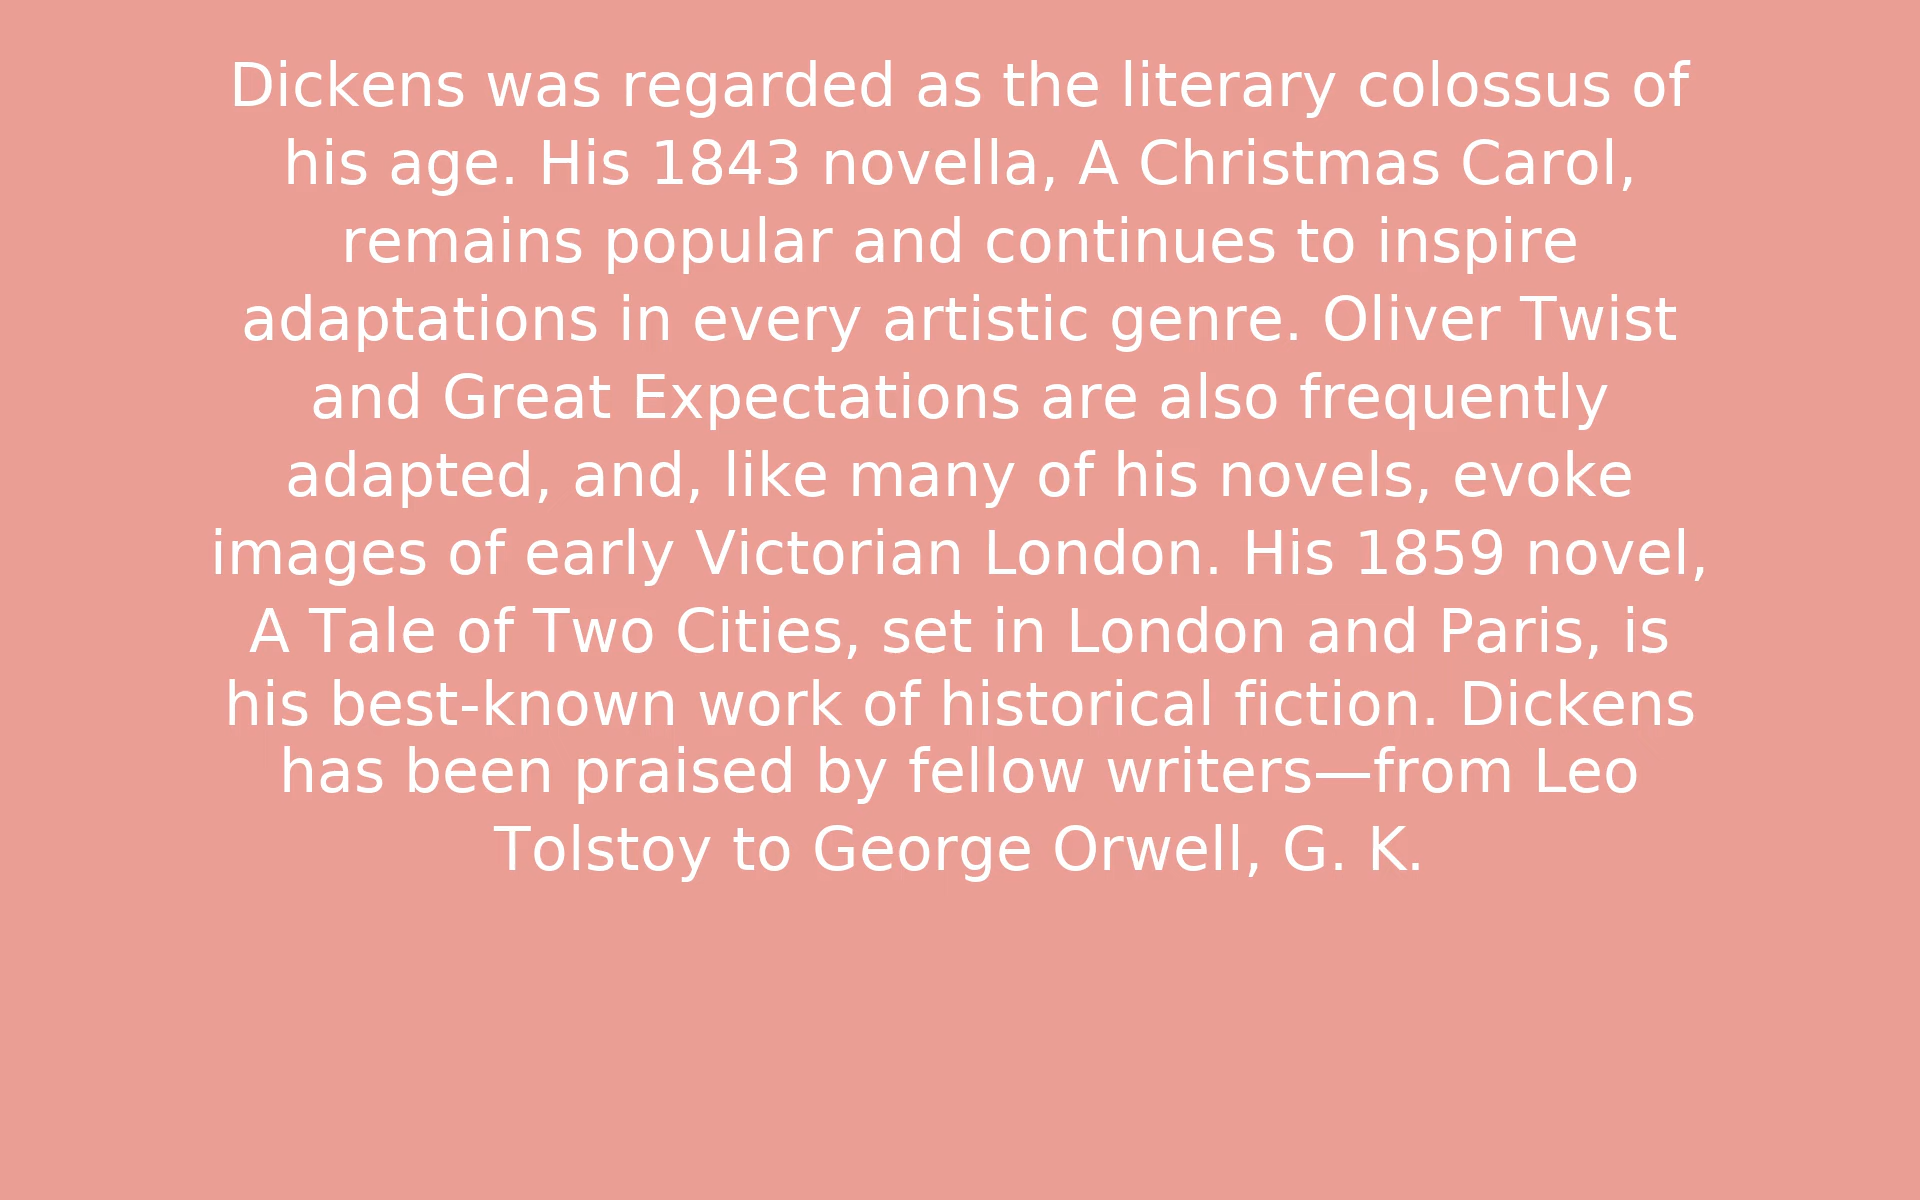 Dickens was regarded as the literary colossus of
his age. His 1843 novella, A Christmas Carol,
remains popular and continues to inspire
adaptations in every artistic genre. Oliver Twist
and Great Expectations are also frequently
adapted, and, like many of his novels, evoke
images of early Victorian London. His 1859 novel,
A Tale of Two Cities, set in London and Paris, is
his best-known work of historical fiction. Dickens
has been praised by fellow writers—from Leo
Tolstoy to George Orwell, G. K.